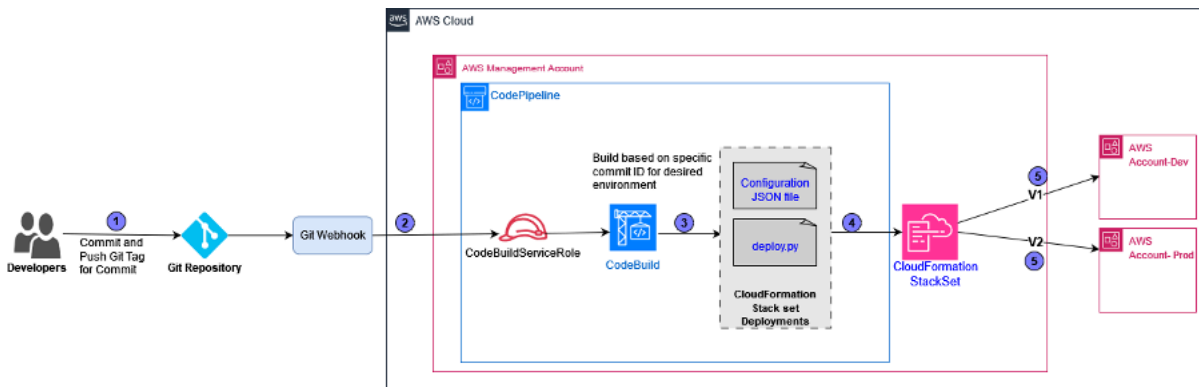 aws
AWS Cloud
AWS Management Account
CodePipeline
Build based on specific
commit ID for desired
environment
Configuration
JSON file
deploy.py
CloudFormation
Stack set
Deployments
1
Commit and
Push Git Tag
for Commit
Developers
Git Repository
Git Webhook
2
CodeBuildServiceRole
CodeBuild
3
4
CloudFormation
StackSet
5
V1
V2
5
AWS
Account-Dev
AWS
Account- Prod